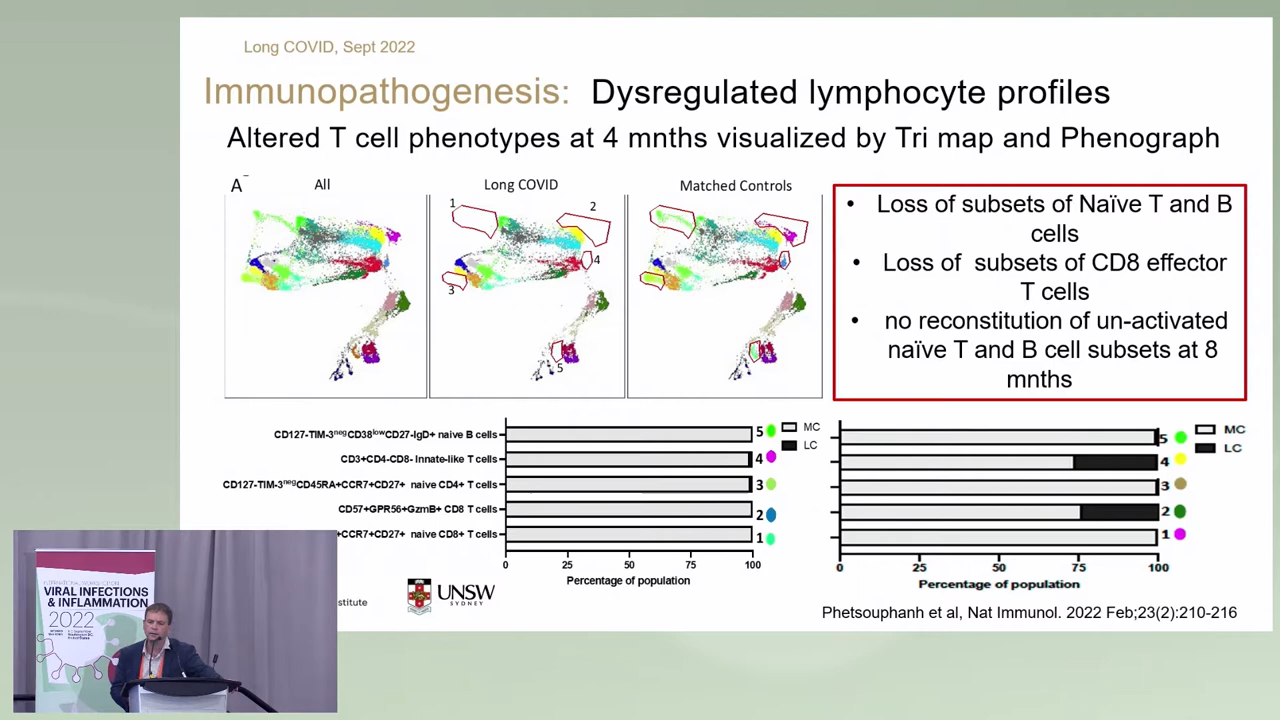 Long COVID, Sept 2022
Immunopathogenesis: Dysregulated lymphocyte profiles
Altered T cell phenotypes at 4 mnths visualized by Tri map and Phenograph
A
All
Long COVID
Matched Controls
1
2
3
4
5
• Loss of subsets of Naïve T and B
cells
• Loss of subsets of CD8 effector
T cells
• no reconstitution of un-activated
naïve T and B cell subsets at 8
mnths
CD127-TIM-3negCD38lowCD27-IgD+ naive B cells
CD3+CD4-CD8- Innate-like T cells
CD127-TIM-3negCD45RA+CCR7+CD27+ naive CD4+ T cells
CD57+GPR56+GzmB+ CD8 T cells
+CCR7+CD27+ naive CD8+ T cells
5
4
3
2
1
MC
LC
0 25 50 75 100
Percentage of population
5
4
3
2
1
MC
LC
0 25 50 75 100
Percentage of population
Phetsouphanh et al, Nat Immunol. 2022 Feb;23(2):210-216
stitute
UNSW
SYDNEY
VIRAL INFECTIONS
& INFLAMMATION
2022